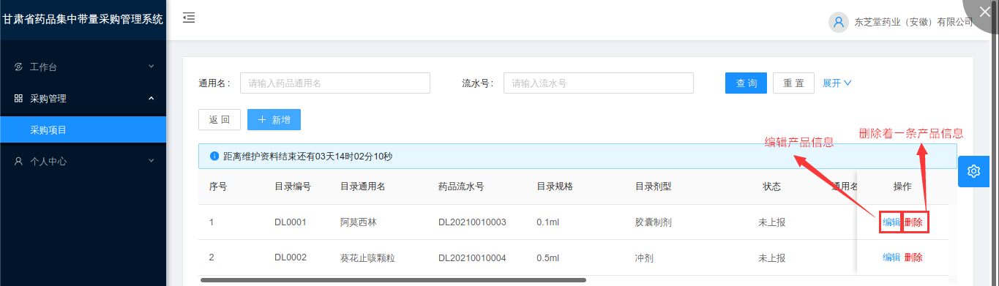 甘肃省药品集中带量采购管理系统
东芝堂药业（安徽）有限公司
工作台
采购管理
采购项目
个人中心
通用名： 请输入药品通用名 流水号： 请输入流水号 查 询 重 置 展开
返 回 新增
编辑产品信息 删除着一条产品信息
距离维护资料结束还有03天14时02分10秒
序号 目录编号 目录通用名 药品流水号 目录规格 目录剂型 状态 通用名 操作
1 DL0001 阿莫西林 DL20210010003 0.1ml 胶囊制剂 未上报 编辑 删除
2 DL0002 葵花止咳颗粒 DL20210010004 0.5ml 冲剂 未上报 编辑 删除